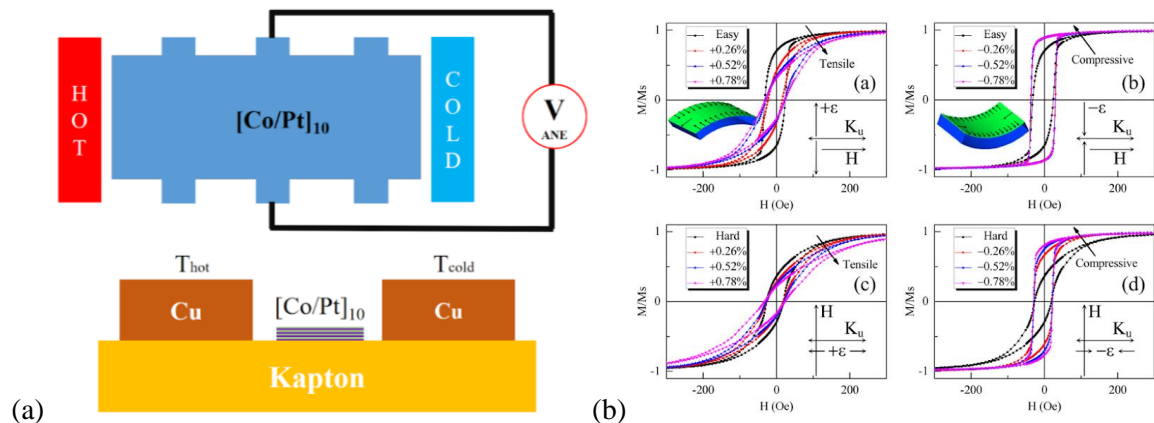 HOT
[Co/Pt]10
COLD
V
ANE
Thot
Tcold
Cu
[Co/Pt]10
Cu
Kapton
(a)
Easy
+0.26%
+0.52%
+0.78%
Tensile
(a)
+ε
Ku
H
M/Ms
1
0
-1
-200
0
200
H (Oe)
Easy
−0.26%
−0.52%
−0.78%
Compressive
(b)
−ε
Ku
H
M/Ms
1
0
-1
-200
0
200
H (Oe)
Hard
+0.26%
+0.52%
+0.78%
Tensile
(c)
H
Ku
+ε
M/Ms
1
0
-1
-200
0
200
H (Oe)
Hard
−0.26%
−0.52%
−0.78%
Compressive
(d)
H
Ku
−ε
M/Ms
1
0
-1
-200
0
200
H (Oe)
(b)